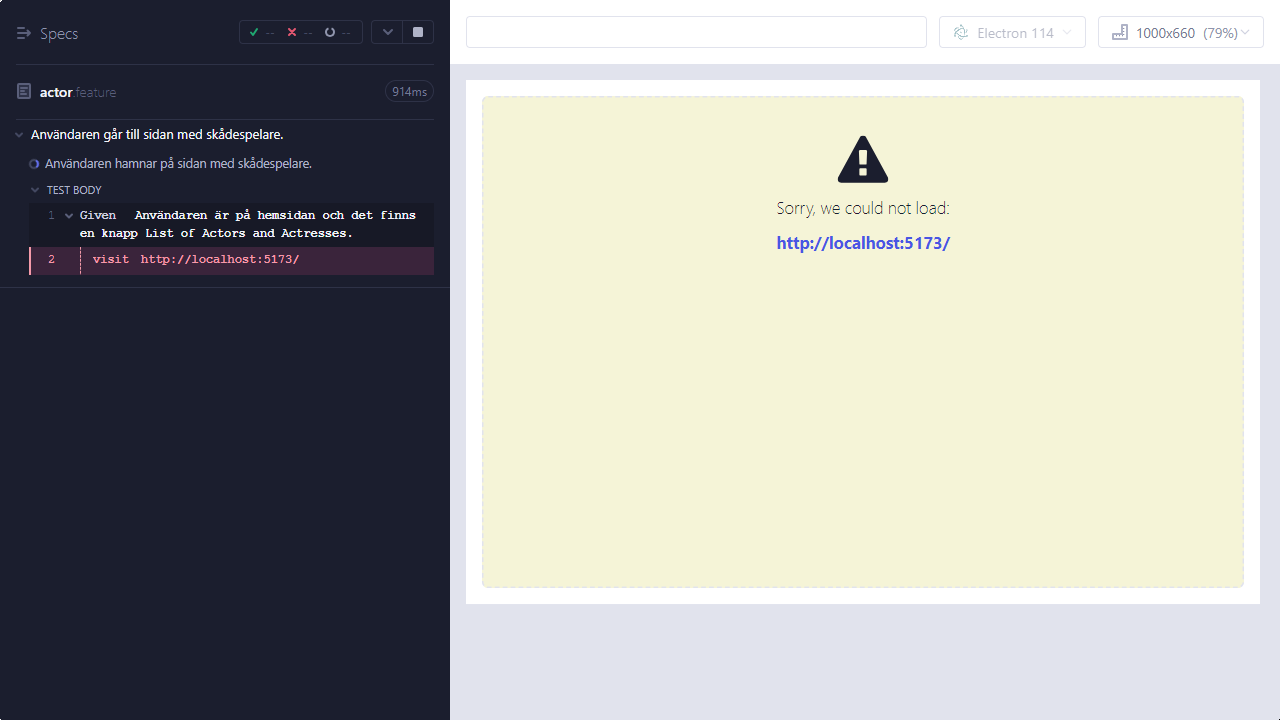 Specs
-- -- --
actor.feature
914ms
Användaren går till sidan med skådespelare.
Användaren hamnar på sidan med skådespelare.
TEST BODY
1 Given Användaren är på hemsidan och det finns
en knapp List of Actors and Actresses.
2 visit http://localhost:5173/
Electron 114
1000x660 (79%)
Sorry, we could not load:
http://localhost:5173/